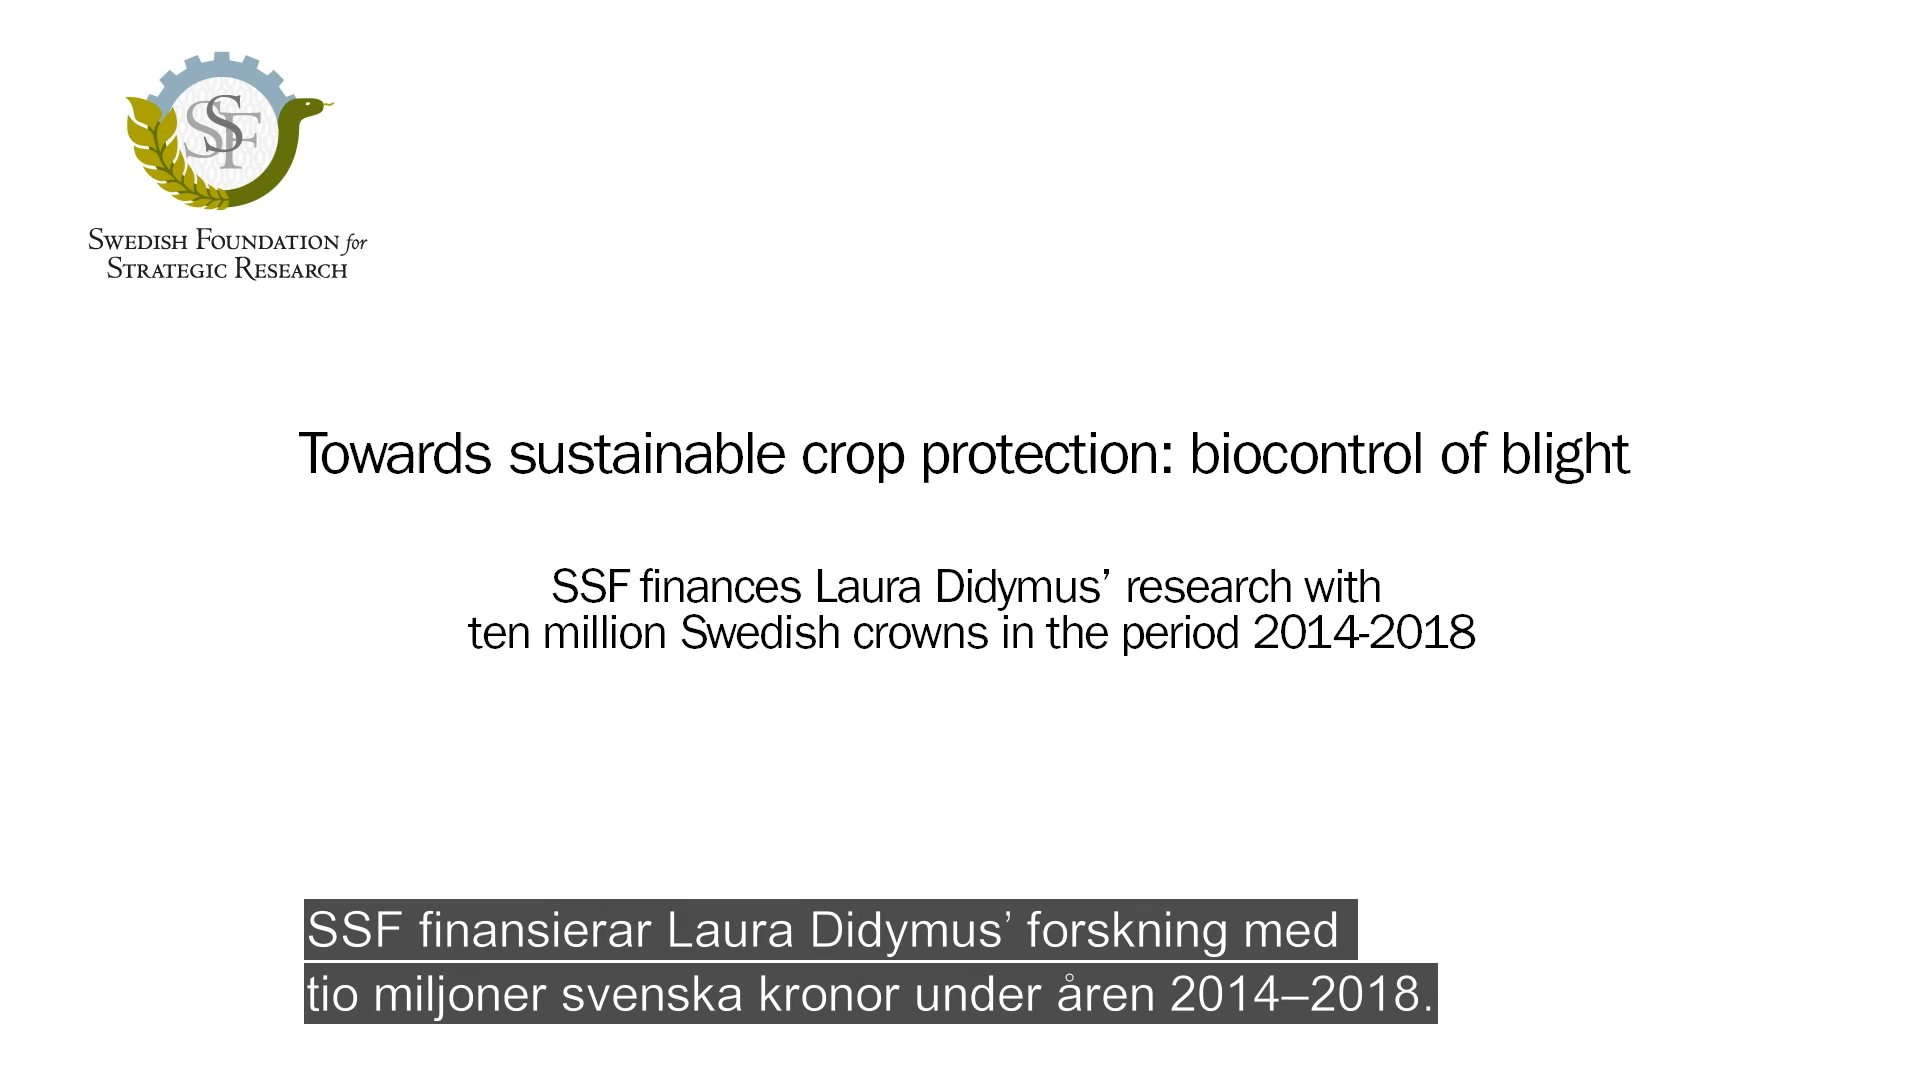 SSF
SWEDISH FOUNDATION for
STRATEGIC RESEARCH
Towards sustainable crop protection: biocontrol of blight
SSF finances Laura Didymus’ research with
ten million Swedish crowns in the period 2014-2018
SSF finansierar Laura Didymus’ forskning med
tio miljoner svenska kronor under åren 2014–2018.